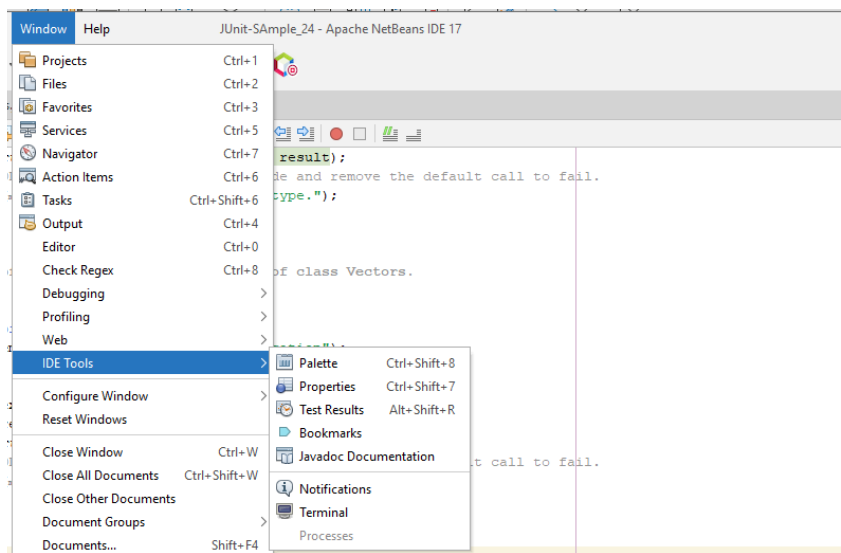 Window Help JUnit-SAmple_24 - Apache NetBeans IDE 17
Projects Ctrl+1
Files Ctrl+2
Favorites Ctrl+3
Services Ctrl+5
Navigator Ctrl+7
result);
Action Items Ctrl+6
de and remove the default call to fail.
Tasks Ctrl+Shift+6
type.");
Output Ctrl+4
Editor Ctrl+0
Check Regex Ctrl+8
of class Vectors.
Debugging
Profiling
Web
IDE Tools
Palette Ctrl+Shift+8
Properties Ctrl+Shift+7
Configure Window
Test Results Alt+Shift+R
Reset Windows
Bookmarks
Close Window Ctrl+W
Javadoc Documentation
t call to fail.
Close All Documents Ctrl+Shift+W
Notifications
Close Other Documents
Terminal
Document Groups
Processes
Documents... Shift+F4